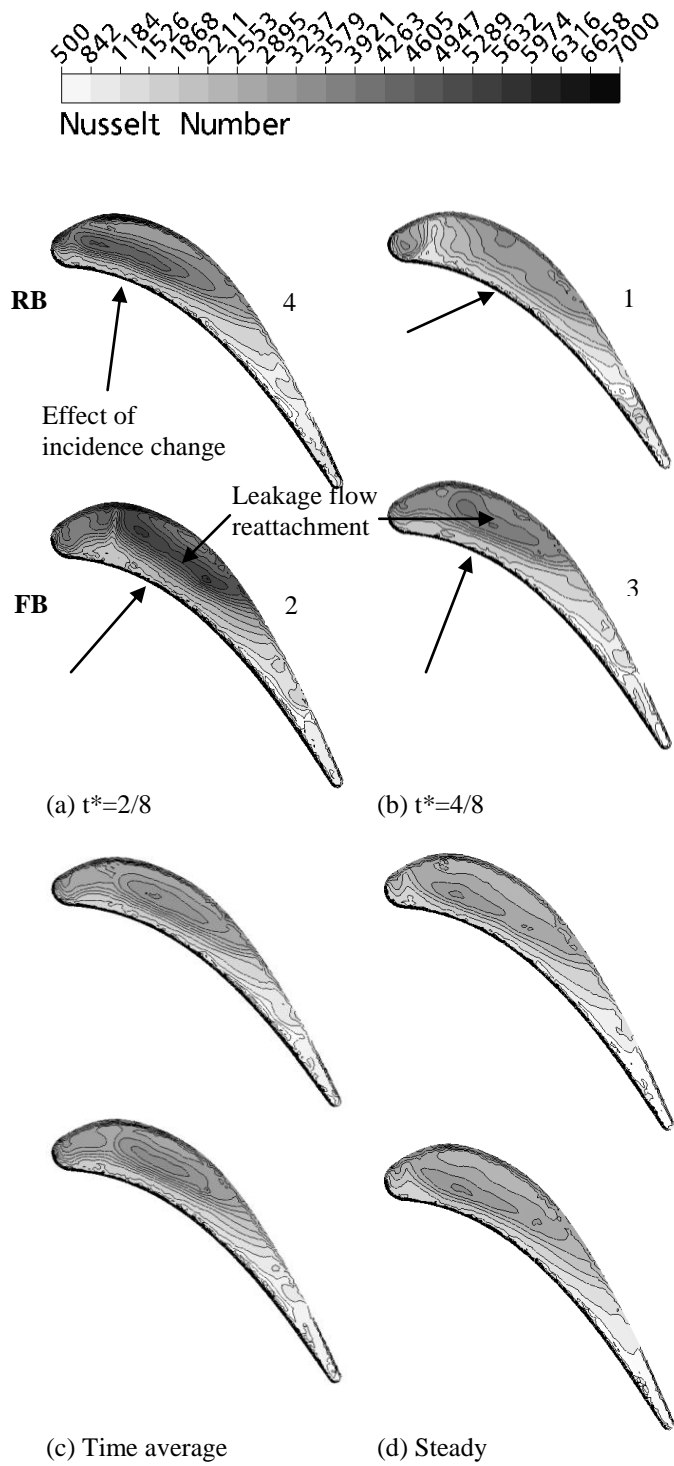 500 842 1184 1526 1868 2211 2553 2895 3237 3579 3921 4263 4605 4947 5289 5632 5974 6316 6658 7000
Nusselt Number
RB
4
1
Effect of
incidence change
Leakage flow
reattachment
FB
2
3
(a) t*=2/8
(b) t*=4/8
(c) Time average
(d) Steady